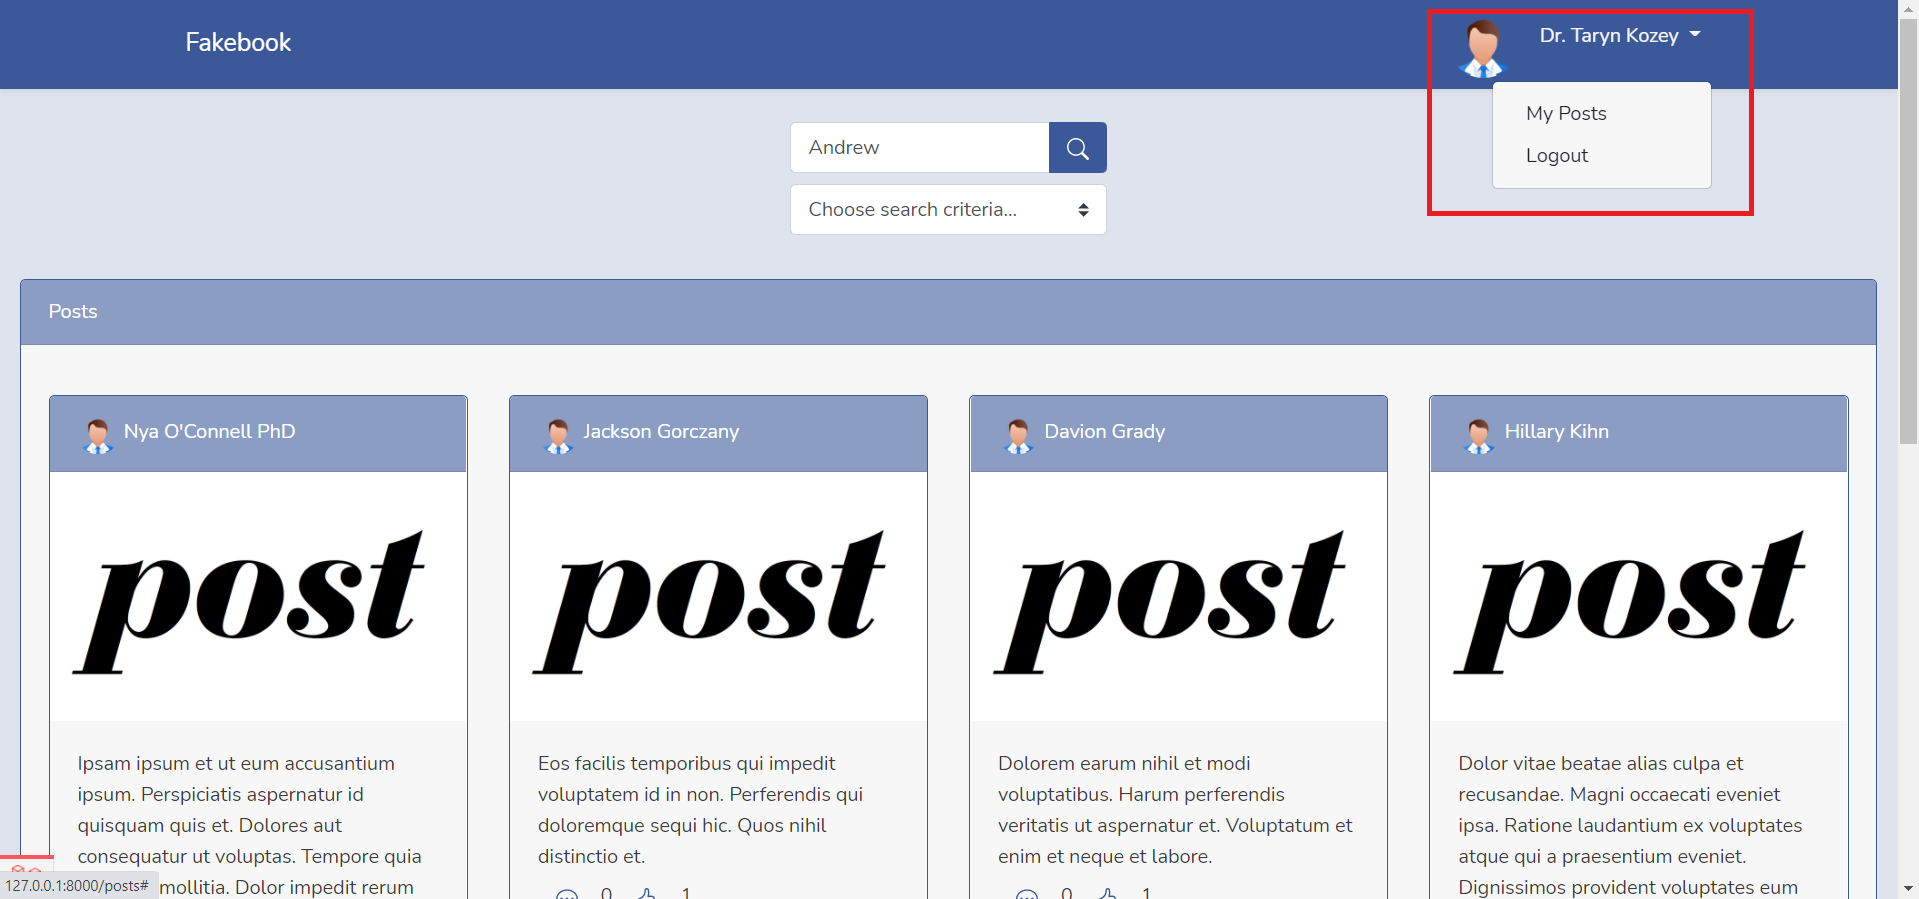 Fakebook
Dr. Taryn Kozey
My Posts
Logout
Andrew
Choose search criteria...
Posts
Nya O'Connell PhD
post
Ipsam ipsum et ut eum accusantium
ipsum. Perspiciatis aspernatur id
quisquam quis et. Dolores aut
consequatur ut voluptas. Tempore quia
mollitia. Dolor impedit rerum
Jackson Gorczany
post
Eos facilis temporibus qui impedit
voluptatem id in non. Perferendis qui
doloremque sequi hic. Quos nihil
distinctio et.
0 1
Davion Grady
post
Dolorem earum nihil et modi
voluptatibus. Harum perferendis
veritatis ut aspernatur et. Voluptatum et
enim et neque et labore.
0 1
Hillary Kihn
post
Dolor vitae beatae alias culpa et
recusandae. Magni occaecati eveniet
ipsa. Ratione laudantium ex voluptates
atque qui a praesentium eveniet.
Dignissimos provident voluptates eum
127.0.0.1:8000/posts#